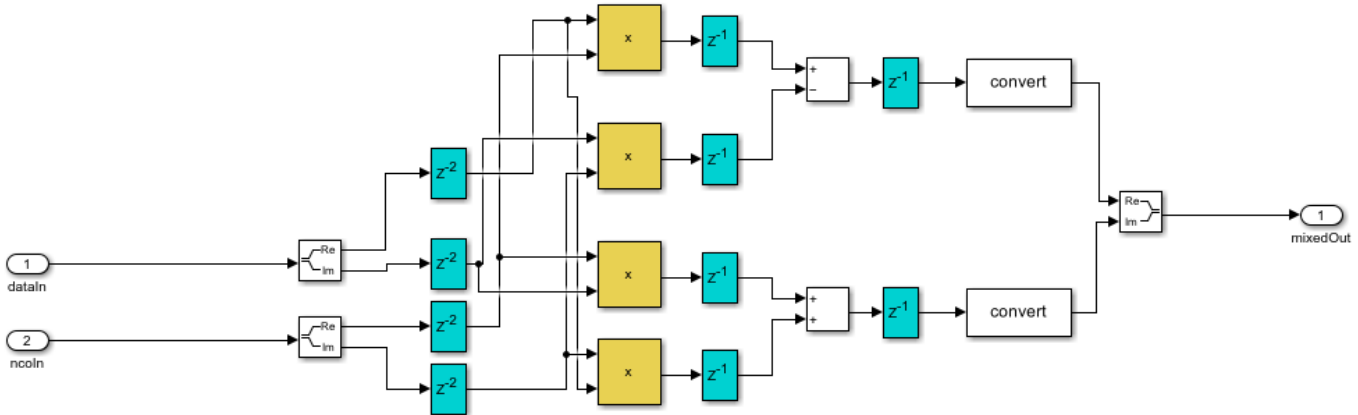 x
z⁻¹
+
−
z⁻¹
convert
x
z⁻¹
z⁻²
Re
Im
1
dataIn
z⁻²
Re
Im
1
mixedOut
x
z⁻¹
+
+
z⁻¹
convert
z⁻²
Re
Im
2
ncoIn
z⁻²
x
z⁻¹